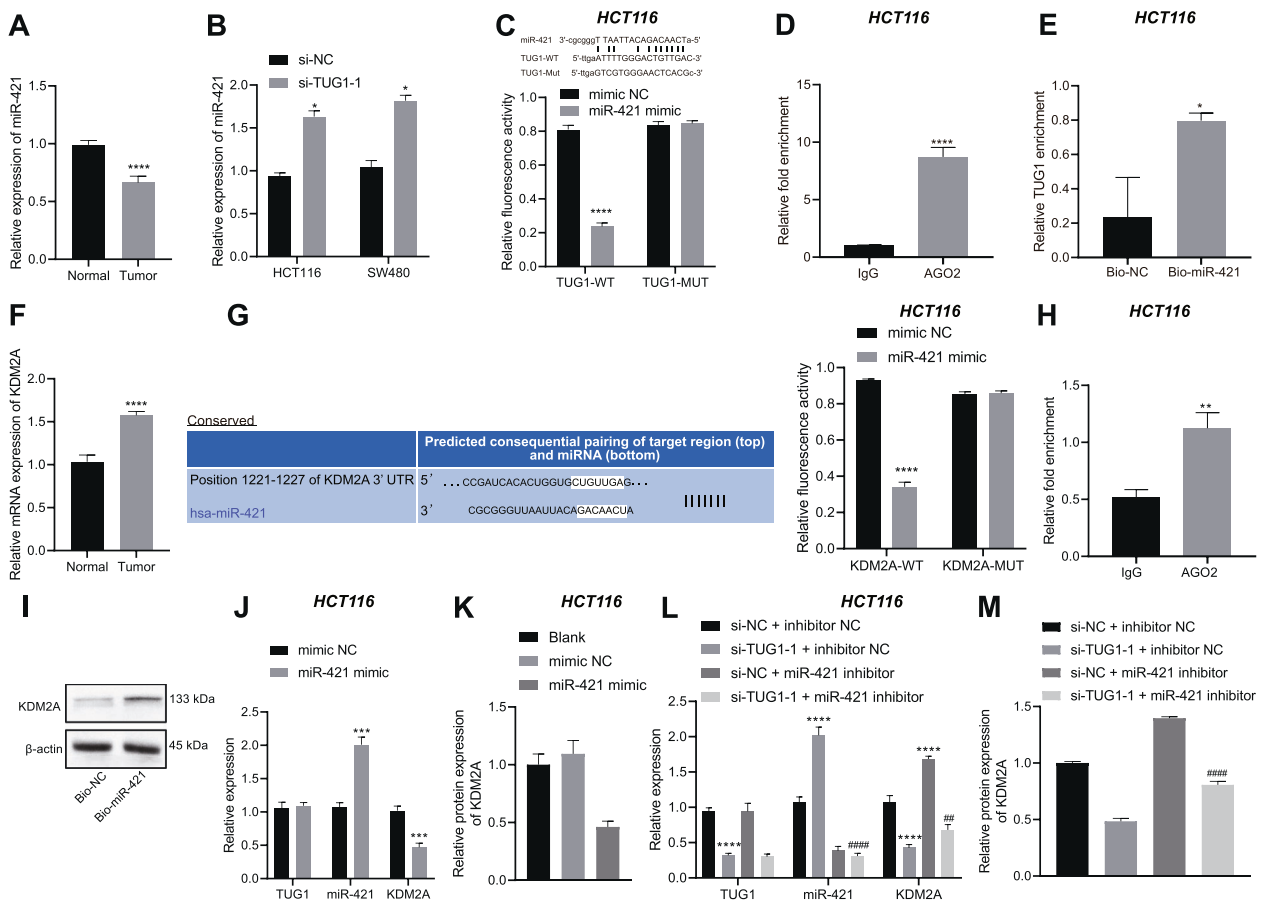 A
Relative expression of miR-421
1.5
1.0
0.5
0.0
****
Normal Tumor
B
si-NC
si-TUG1-1
Relative expression of miR-421
2.0
1.5
1.0
0.5
0.0
*
*
HCT116 SW480
C
HCT116
miR-421 3'-cgcgggTTAATTACAGACAACTa-5'
TUG1-WT 5'-ttgaATTTTGGGACTGTTGAC-3'
TUG1-Mut 5'-ttgaGTCGTGGGAACTCACGc-3'
mimic NC
miR-421 mimic
Relative fluorescence activity
1.0
0.8
0.6
0.4
0.2
0.0
****
TUG1-WT TUG1-MUT
D
HCT116
Relative fold enrichment
15
10
5
0
****
IgG AGO2
E
HCT116
Relative TUG1 enrichment
0.8
0.6
0.4
0.2
0.0
*
Bio-NC Bio-miR-421
F
Relative mRNA expression of KDM2A
2.0
1.5
1.0
0.5
0.0
****
Normal Tumor
G
Conserved
Predicted consequential pairing of target region (top)
and miRNA (bottom)
Position 1221-1227 of KDM2A 3' UTR 5' ...CCGAUCACACUGGUGCUGUUGAG...
hsa-miR-421 3' CGCGGGUUAAUUACAGACAACUA
HCT116
mimic NC
miR-421 mimic
Relative fluorescence activity
1.0
0.8
0.6
0.4
0.2
0.0
****
KDM2A-WT KDM2A-MUT
H
HCT116
Relative fold enrichment
1.5
1.0
0.5
0.0
**
IgG AGO2
I
KDM2A 133 kDa
β-actin 45 kDa
Bio-NC
Bio-miR-421
J
HCT116
mimic NC
miR-421 mimic
Relative expression
2.5
2.0
1.5
1.0
0.5
0.0
***
***
TUG1 miR-421 KDM2A
K
HCT116
Blank
mimic NC
miR-421 mimic
Relative protein expression
of KDM2A
1.5
1.0
0.5
0.0
L
HCT116
si-NC + inhibitor NC
si-TUG1-1 + inhibitor NC
si-NC + miR-421 inhibitor
si-TUG1-1 + miR-421 inhibitor
Relative expression
2.5
2.0
1.5
1.0
0.5
0.0
****
****
####
****
****
##
TUG1 miR-421 KDM2A
M
si-NC + inhibitor NC
si-TUG1-1 + inhibitor NC
si-NC + miR-421 inhibitor
si-TUG1-1 + miR-421 inhibitor
Relative protein expression
of KDM2A
1.5
1.0
0.5
0.0
####